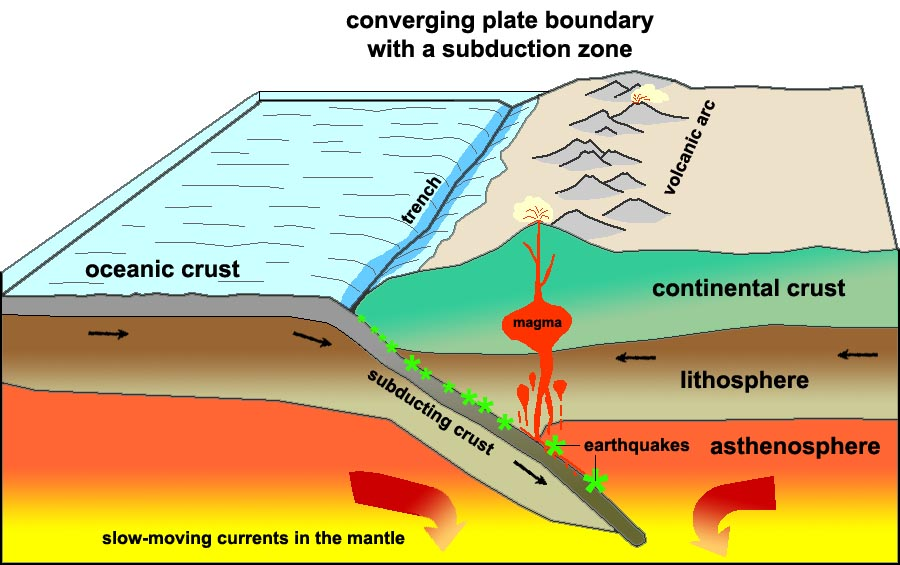 converging plate boundary
with a subduction zone
volcanic arc
trench
oceanic crust
continental crust
magma
lithosphere
subducting crust
earthquakes
asthenosphere
slow-moving currents in the mantle